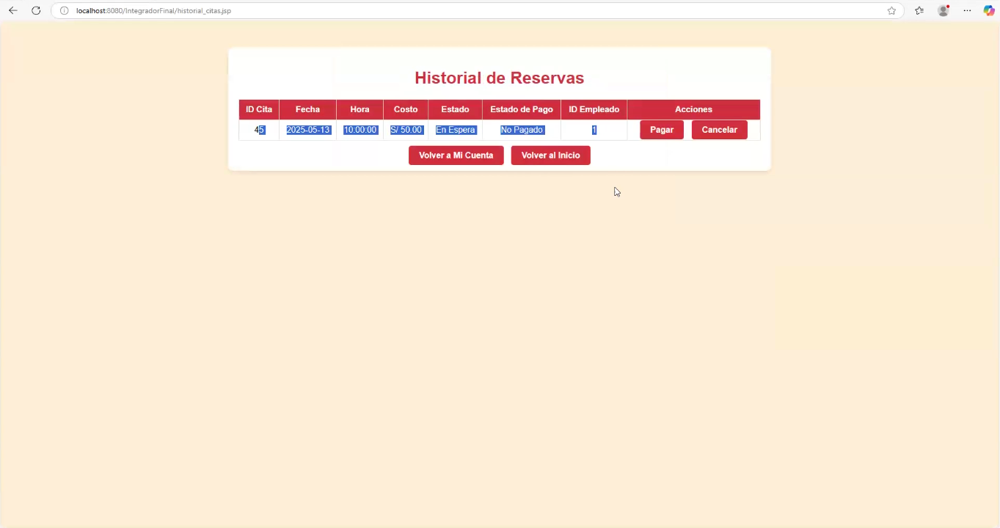 localhost:8080/IntegradorFinal/historial_citas.jsp
Historial de Reservas
ID Cita Fecha Hora Costo Estado Estado de Pago ID Empleado Acciones
45 2025-05-13 10:00:00 S/ 50.00 En Espera No Pagado 1 Pagar Cancelar
Volver a Mi Cuenta Volver al Inicio